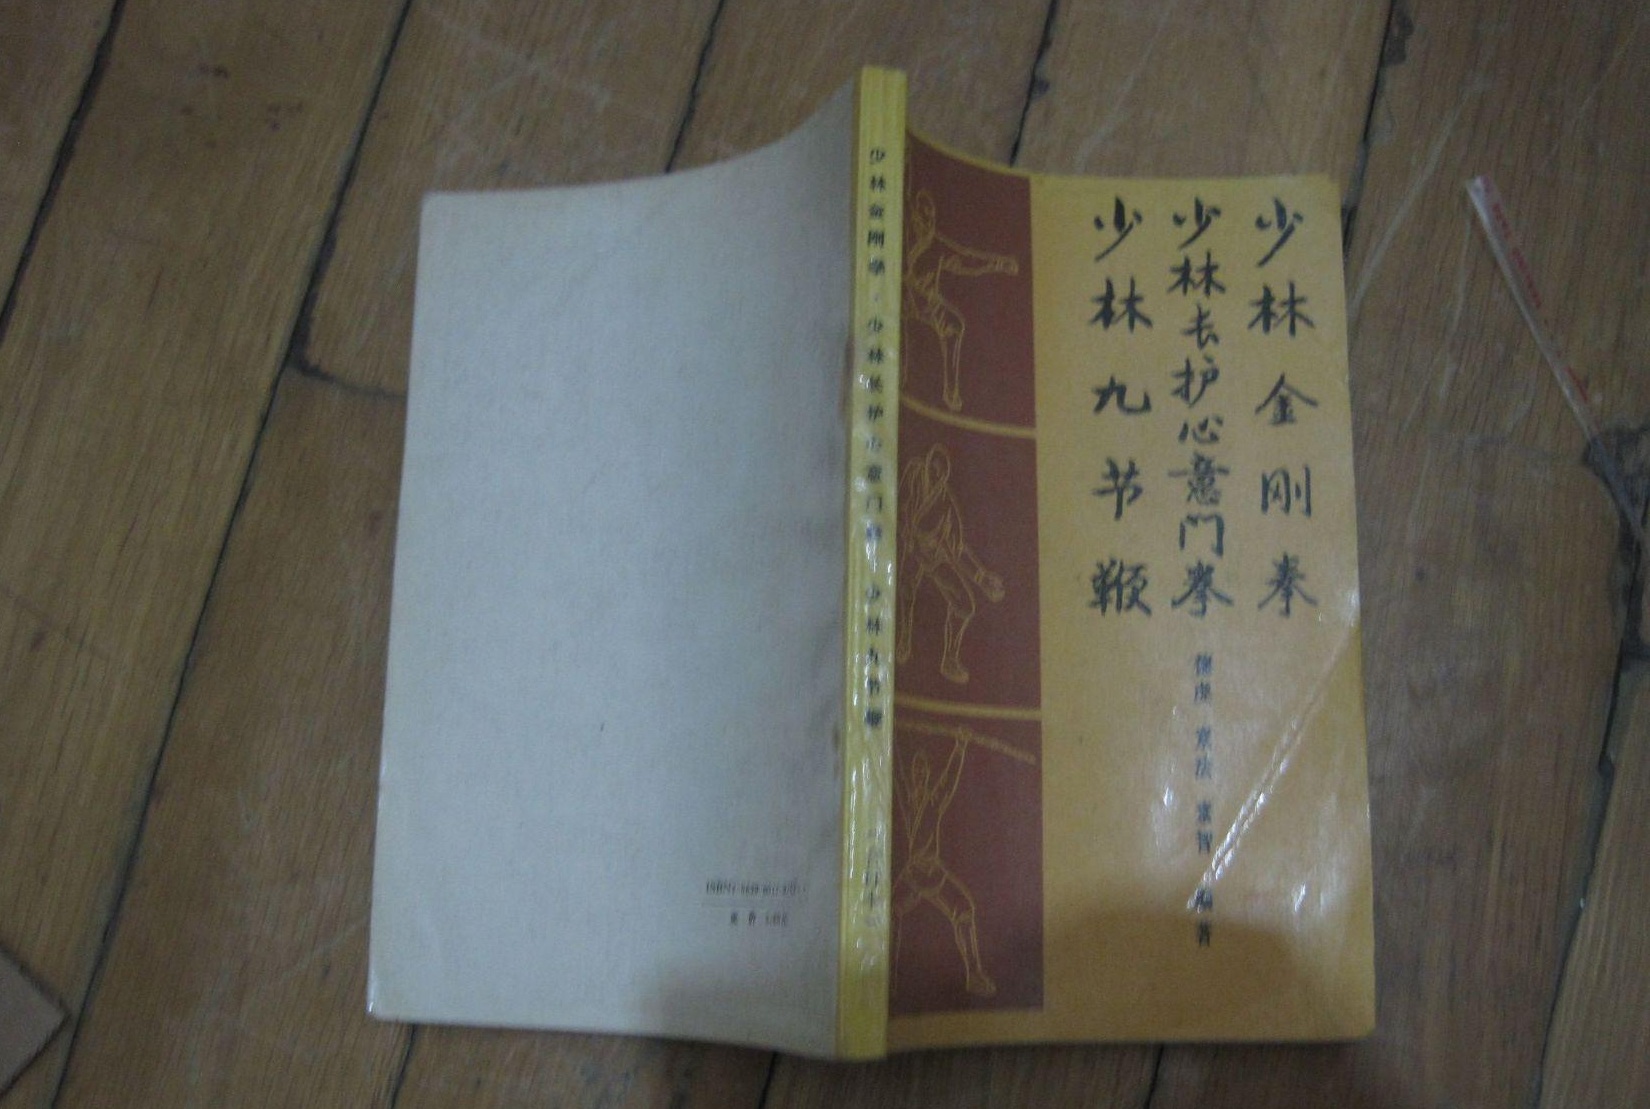 少林金刚拳
少林长护心意门拳
少林九节鞭
德虔 素法 素智 编著
少林金刚拳·少林长护心意门拳·少林九节鞭